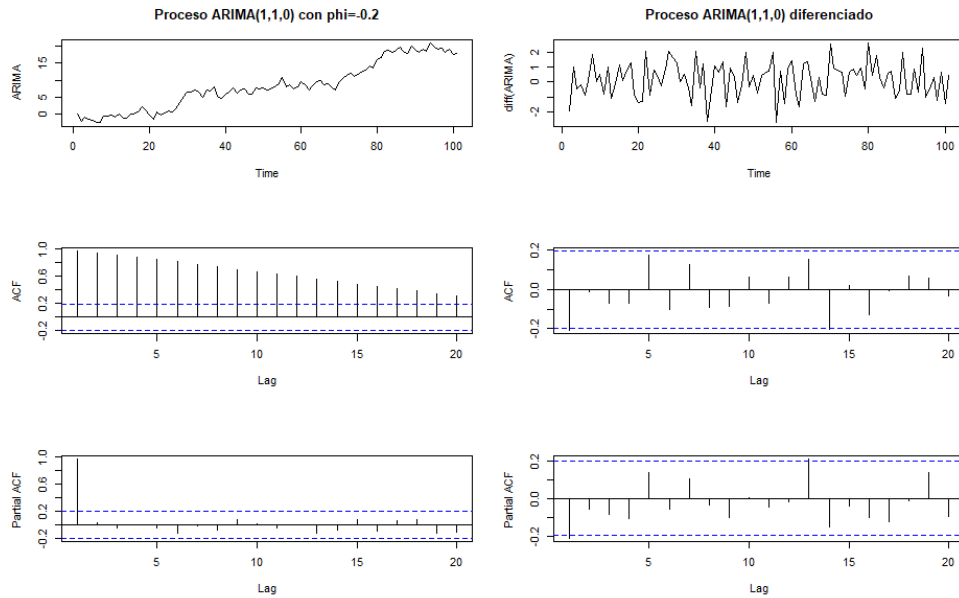 Proceso ARIMA(1,1,0) con phi=-0.2
ARIMA
0 5 15
0 20 40 60 80 100
Time
Proceso ARIMA(1,1,0) diferenciado
diff(ARIMA)
-2 0 1 2
0 20 40 60 80 100
Time
ACF
-0.2 0.2 0.6 1.0
5 10 15 20
Lag
ACF
-0.2 0.0 0.2
5 10 15 20
Lag
Partial ACF
-0.2 0.2 0.6 1.0
5 10 15 20
Lag
Partial ACF
-0.2 0.0 0.2
5 10 15 20
Lag